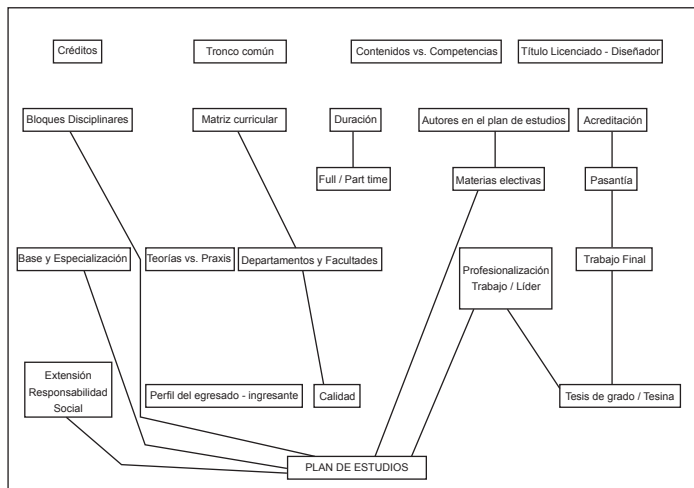 Créditos
Tronco común
Contenidos vs. Competencias
Título Licenciado - Diseñador
Bloques Disciplinares
Matriz curricular
Duración
Autores en el plan de estudios
Acreditación
Full / Part time
Materias electivas
Pasantía
Base y Especialización
Teorías vs. Praxis
Departamentos y Facultades
Profesionalización
Trabajo / Líder
Trabajo Final
Extensión
Responsabilidad
Social
Perfil del egresado - ingresante
Calidad
Tesis de grado / Tesina
PLAN DE ESTUDIOS